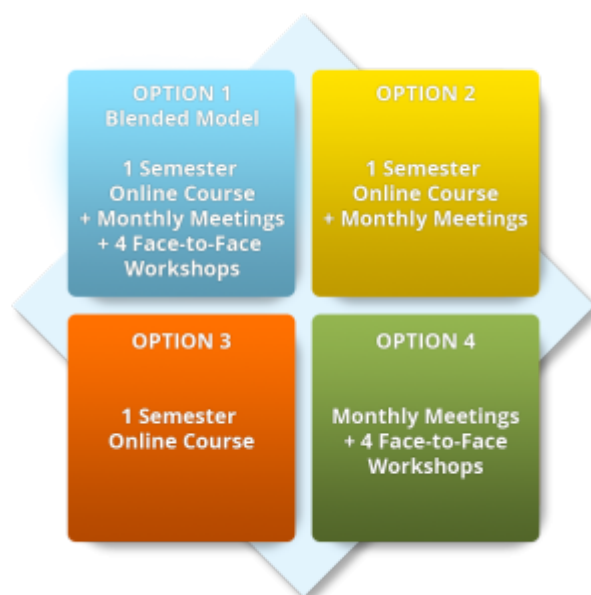 OPTION 1
Blended Model
1 Semester
Online Course
+ Monthly Meetings
+ 4 Face-to-Face
Workshops
OPTION 2
1 Semester
Online Course
+ Monthly Meetings
OPTION 3
1 Semester
Online Course
OPTION 4
Monthly Meetings
+ 4 Face-to-Face
Workshops